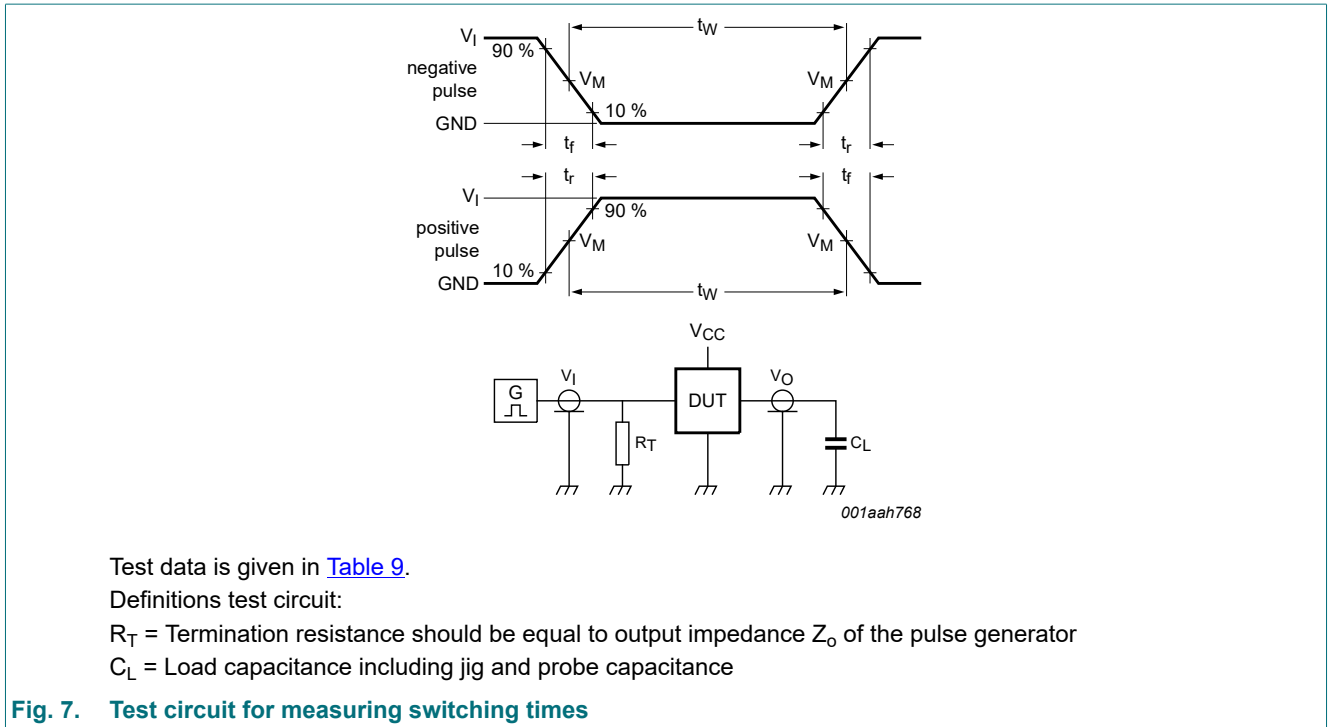 tW
VI
90 %
negative
pulse
VM
VM
10 %
GND
tf
tr
tr
tf
VI
90 %
positive
pulse
VM
VM
10 %
GND
tW
VCC
G
VI
DUT
VO
RT
CL
001aah768
Test data is given in Table 9.
Definitions test circuit:
RT = Termination resistance should be equal to output impedance Zo of the pulse generator
CL = Load capacitance including jig and probe capacitance
Fig. 7. Test circuit for measuring switching times